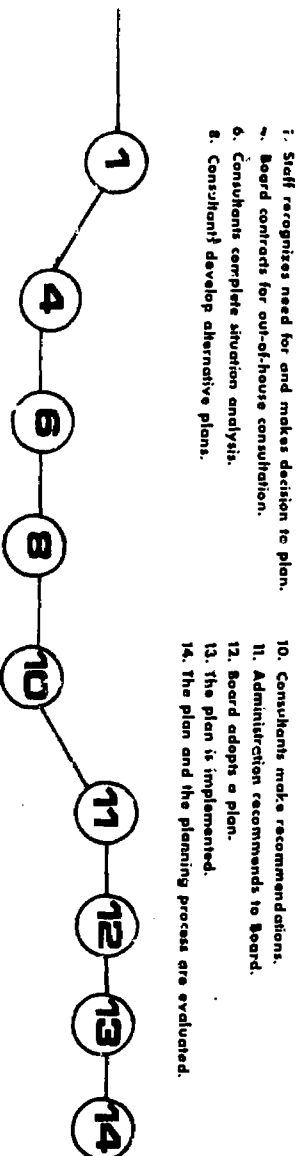 1. Staff recognizes need for and makes decision to plan.
4. Board contracts for out-of-house consultation.
6. Consultants complete situation analysis.
8. Consultants develop alternative plans.
10. Consultants make recommendations.
11. Administration recommends to Board.
12. Board adopts a plan.
13. The plan is implemented.
14. The plan and the planning process are evaluated.
1
4
6
8
10
11
12
13
14